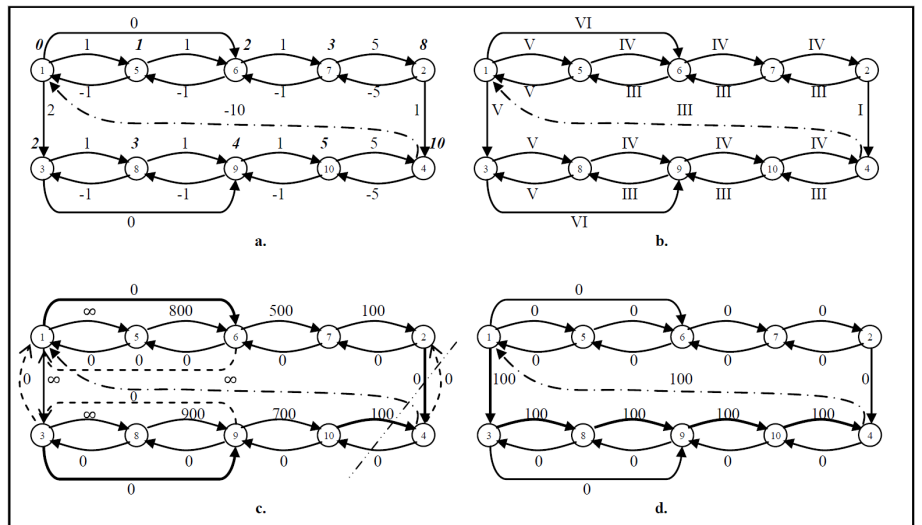 0 VI
0 1 1 1 2 1 3 5 8 V IV IV IV
1 5 6 7 2 1 5 6 7 2
-1 -1 -1 -5 V III III III
2 -10 1 V III I
2 1 3 1 4 1 5 5 10 V IV IV IV
3 8 9 10 4 3 8 9 10 4
-1 -1 -1 -5 V III III III
0 VI
a. b.
0 0
∞ 800 500 100 0 0 0 0
1 5 6 7 2 1 5 6 7 2
0 0 0 0 0 0 0 0
0 ∞ ∞ 0 0 100 100 0
0
∞ 900 700 100 100 100 100 100
3 8 9 10 4 3 8 9 10 4
0 0 0 0 0 0 0 0
0 0
c. d.